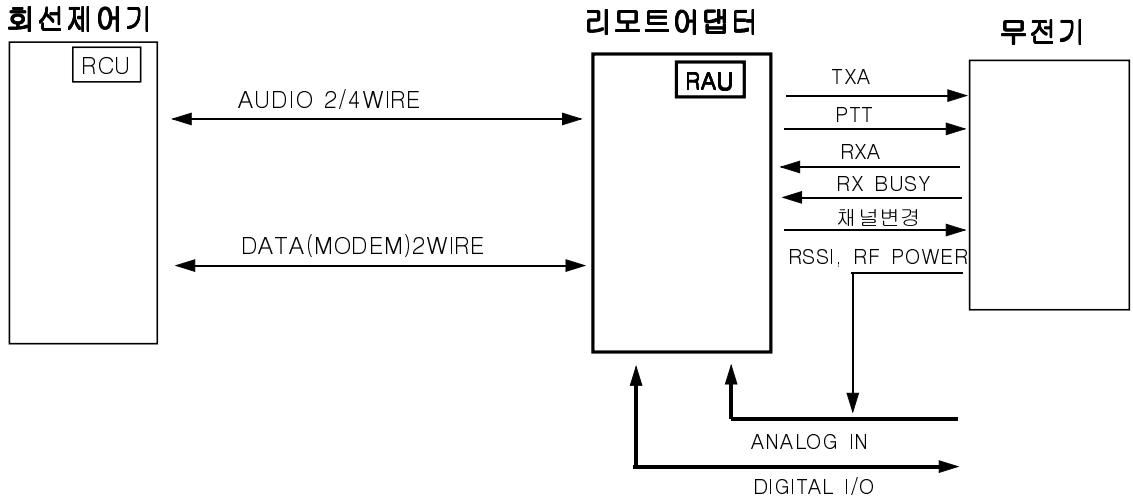 회선제어기
리모트어댑터
무전기
RCU
RAU
AUDIO 2/4WIRE
DATA(MODEM)2WIRE
TXA
PTT
RXA
RX BUSY
채널변경
RSSI, RF POWER
ANALOG IN
DIGITAL I/O